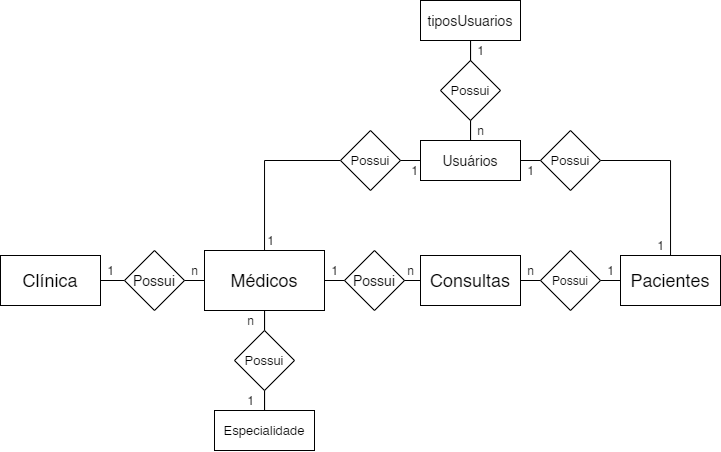 tiposUsuarios
1
Possui
n
Possui
1
Usuários
1
Possui
1
1
Clínica
1
Possui
n
Médicos
1
Possui
n
Consultas
n
Possui
1
Pacientes
n
Possui
1
Especialidade